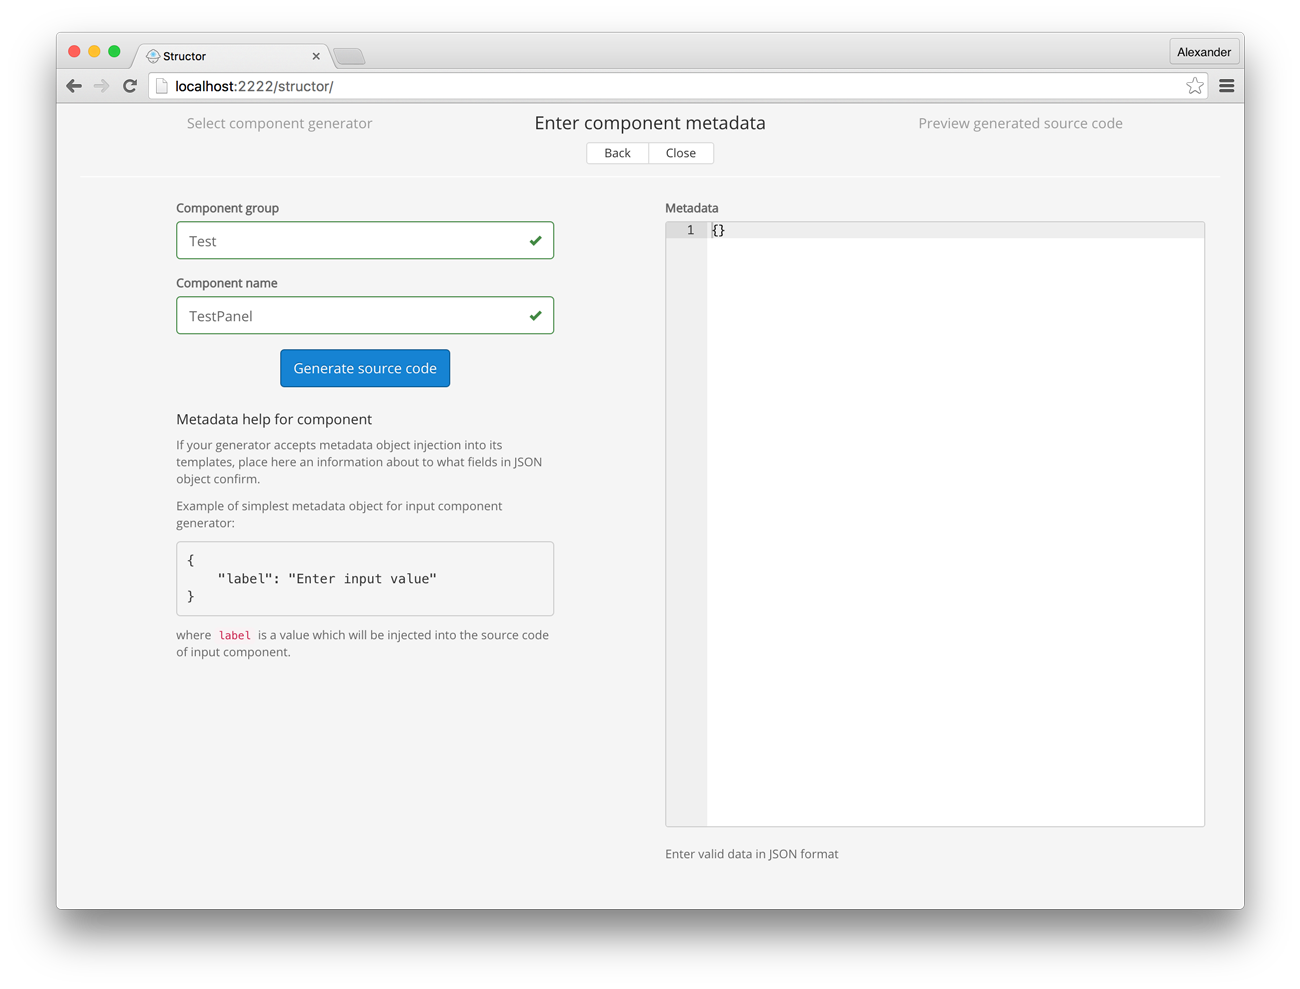 Structor
Alexander
localhost:2222/structor/
Select component generator
Enter component metadata
Preview generated source code
Back
Close
Component group
Test
Component name
TestPanel
Generate source code
Metadata help for component
If your generator accepts metadata object injection into its
templates, place here an information about to what fields in JSON
object confirm.
Example of simplest metadata object for input component
generator:
{
"label": "Enter input value"
}
where label is a value which will be injected into the source code
of input component.
Metadata
1 {}
Enter valid data in JSON format